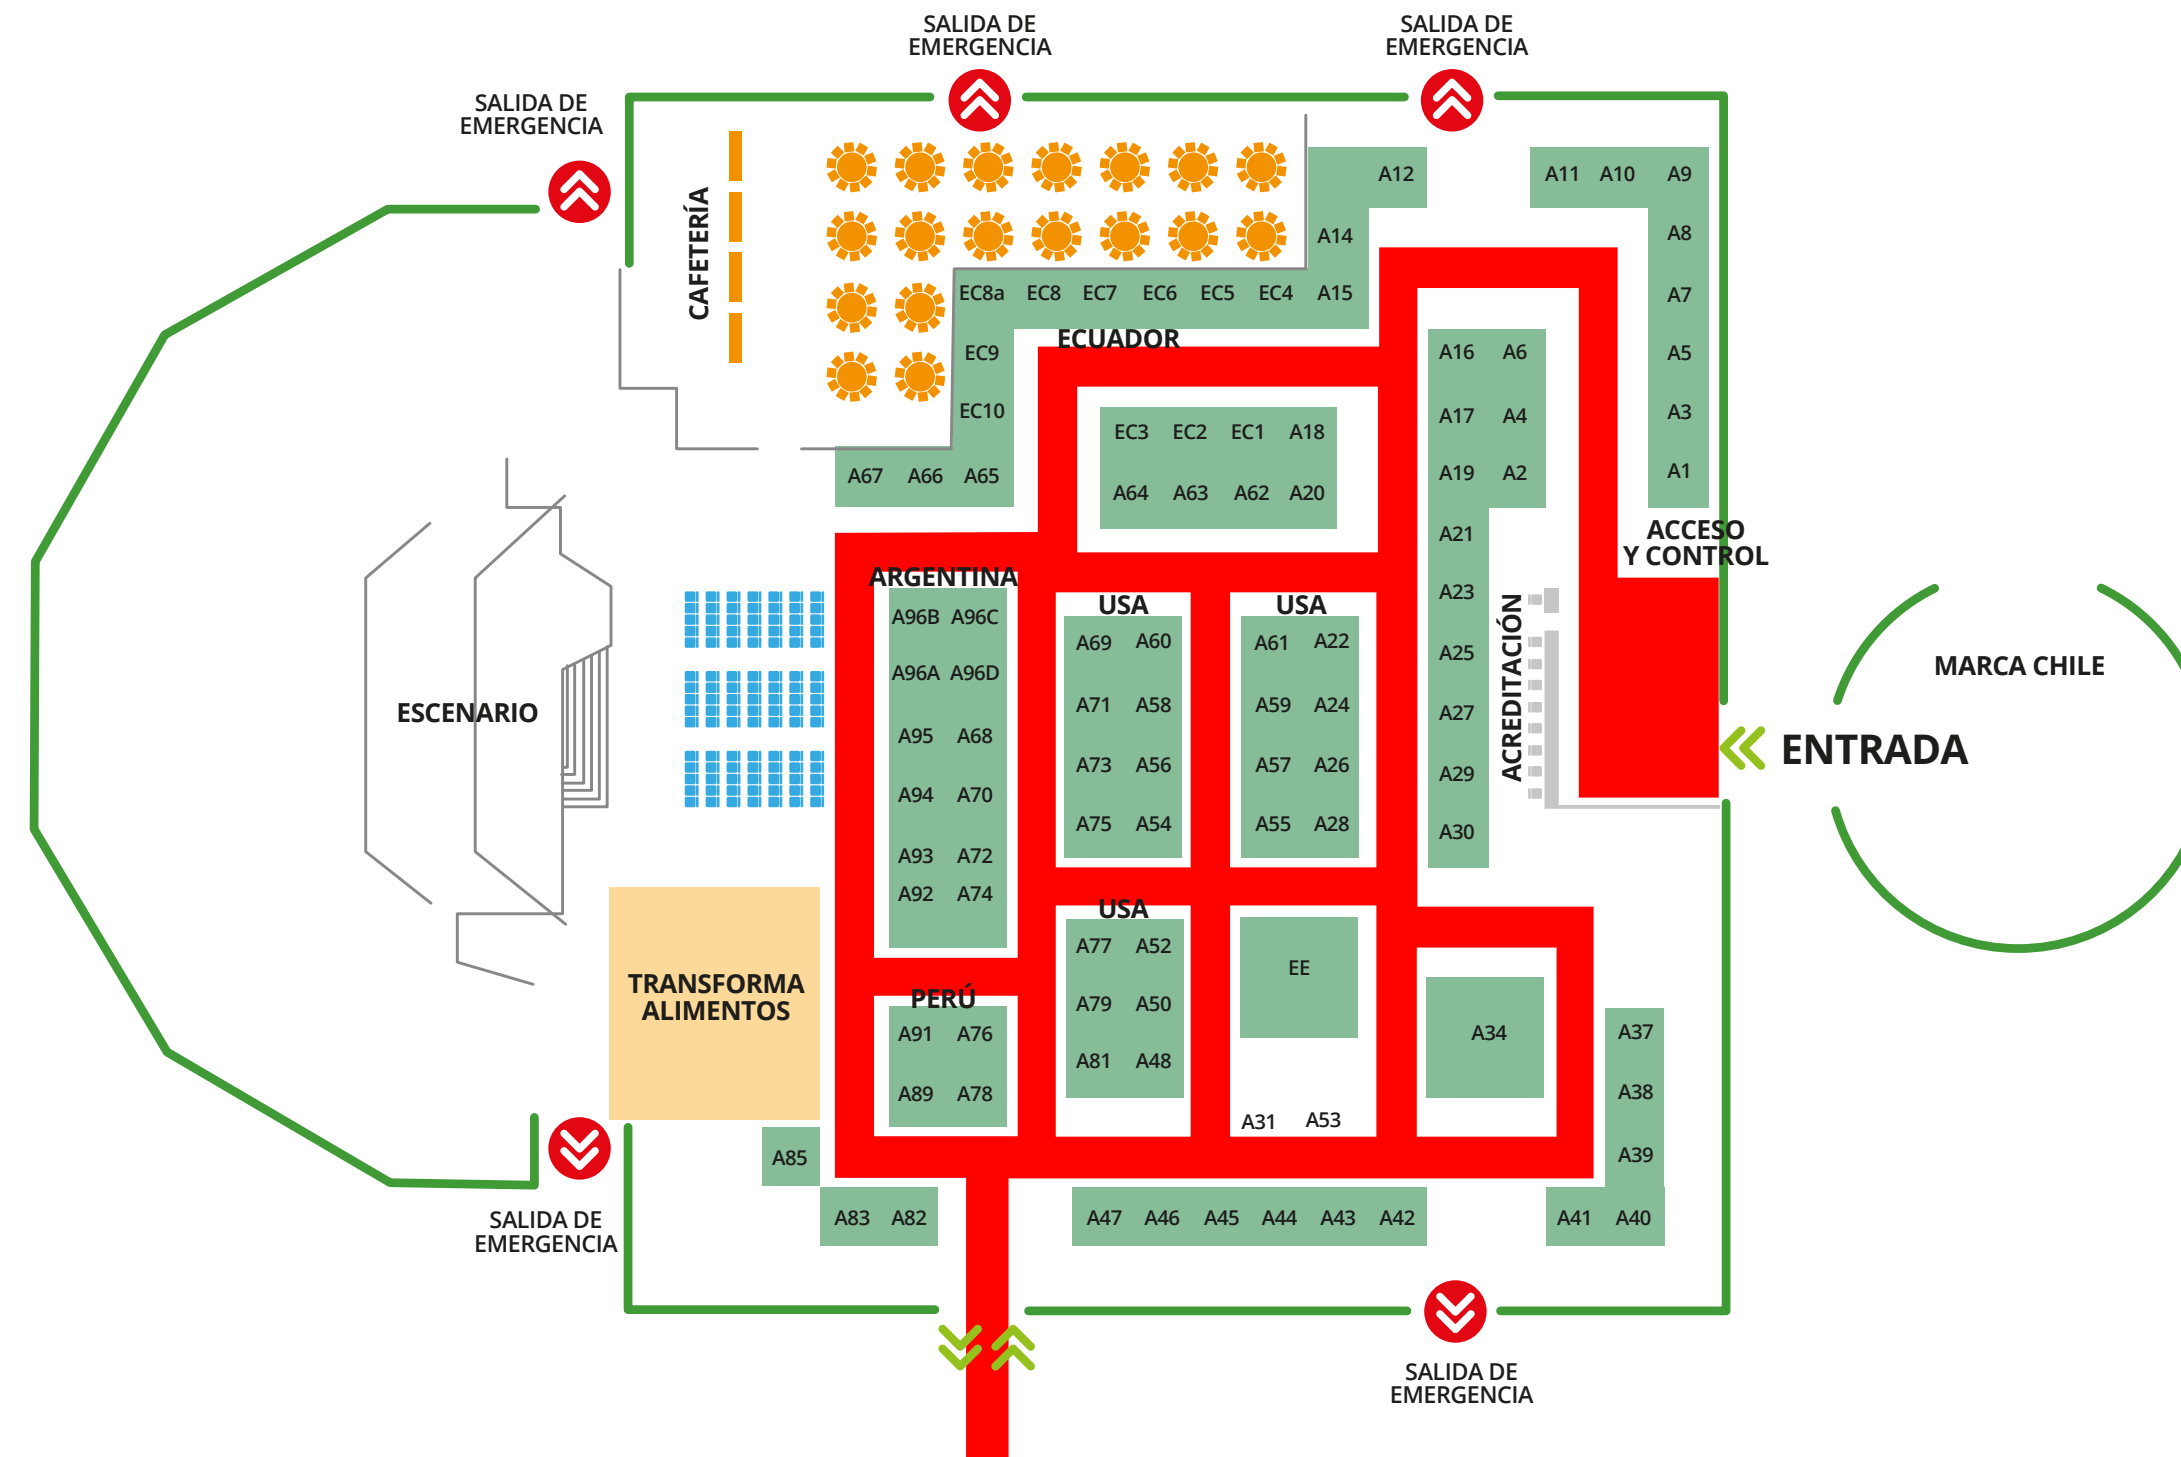 SALIDA DE
EMERGENCIA
SALIDA DE
EMERGENCIA
SALIDA DE
EMERGENCIA
CAFETERÍA
A12
A11 A10 A9
A14
A8
EC8a EC8 EC7 EC6 EC5 EC4 A15
A7
ECUADOR
EC9
A16 A6
A5
EC10
A17 A4
A3
EC3 EC2 EC1 A18
A67 A66 A65
A64 A63 A62 A20
A19 A2
A1
A21
ACCESO
Y CONTROL
ARGENTINA
USA
USA
A23
ACREDITACIÓN
A96B A96C
A69 A60
A61 A22
A25
MARCA CHILE
A96A A96D
ESCENARIO
A71 A58
A59 A24
A27
A95 A68
ENTRADA
A73 A56
A57 A26
A29
A94 A70
A75 A54
A55 A28
A30
A93 A72
A92 A74
USA
A77 A52
EE
TRANSFORMA
ALIMENTOS
PERÚ
A79 A50
A91 A76
A34
A37
A81 A48
A89 A78
A38
A31 A53
A85
A39
A83 A82
A47 A46 A45 A44 A43 A42
A41 A40
SALIDA DE
EMERGENCIA
SALIDA DE
EMERGENCIA